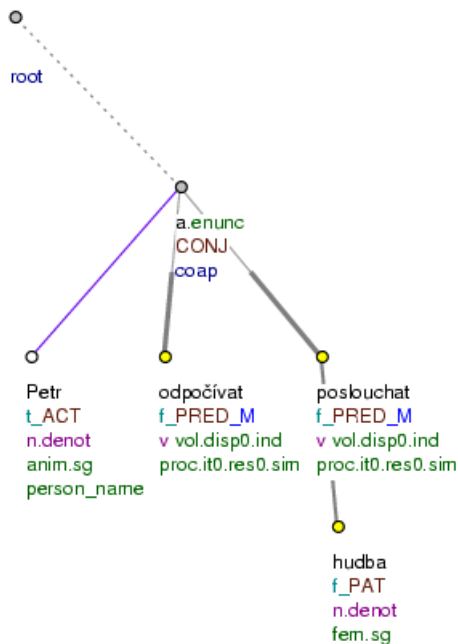 root
a.enunc
CONJ
coap
Petr
t_ACT
n.denot
anim.sg
person_name
odpočívat
f_PRED_M
v vol.disp0.ind
proc.it0.res0.sim
poslouchat
f_PRED_M
v vol.disp0.ind
proc.it0.res0.sim
hudba
f_PAT
n.denot
fem.sg